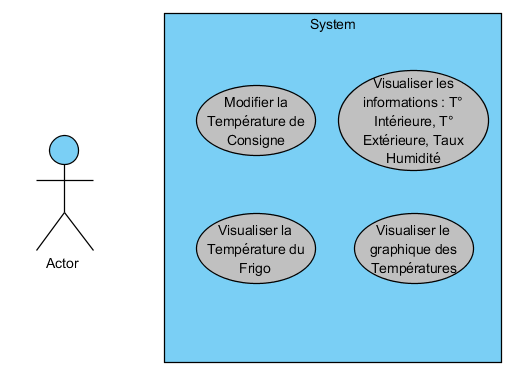 System
Modifier la
Température de
Consigne
Visualiser les
informations : T°
Intérieure, T°
Extérieure, Taux
Humidité
Visualiser la
Température du
Frigo
Visualiser le
graphique des
Températures
Actor